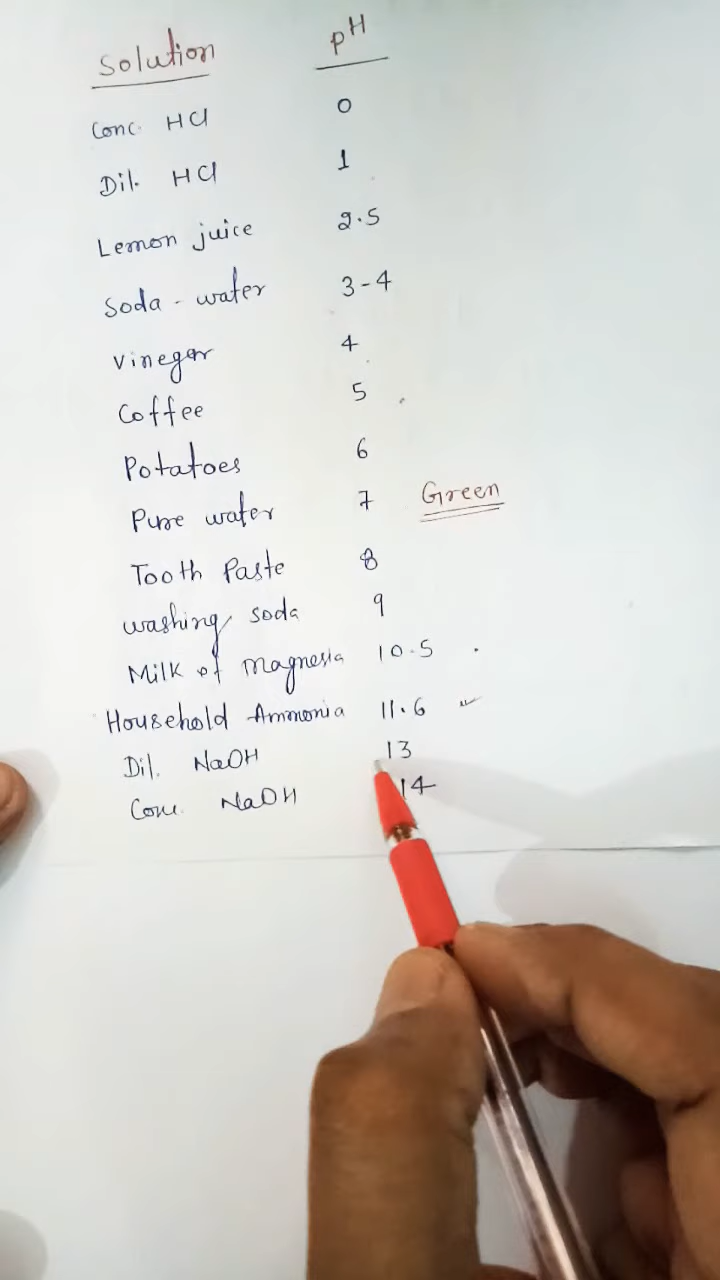 Solution pH
Conc. HCl 0
Dil. HCl 1
Lemon juice 2.5
Soda - water 3-4
Vinegar 4
Coffee 5
Potatoes 6
Pure water 7 Green
Tooth Paste 8
washing soda 9
Milk of magnesia 10.5
Household Ammonia 11.6
Dil. NaOH 13
Conc. NaOH 14